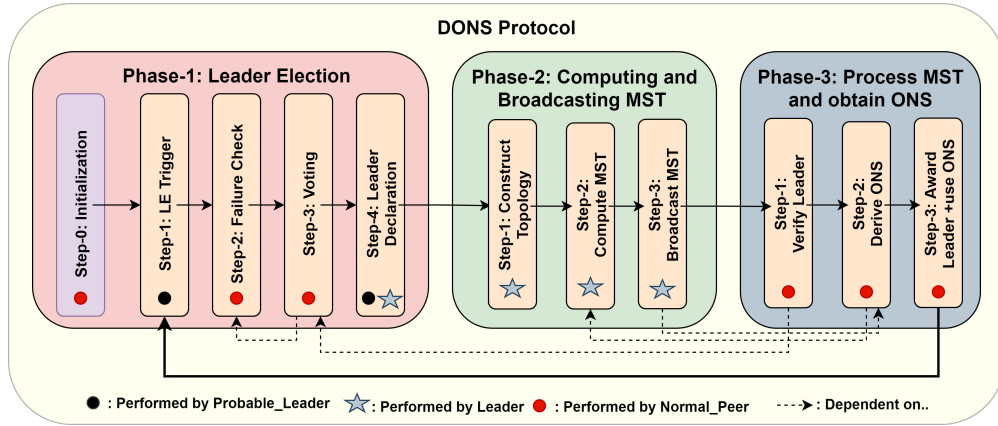 DONS Protocol
Phase-1: Leader Election
Step-0: Initialization
Step-1: LE Trigger
Step-2: Failure Check
Step-3: Voting
Step-4: Leader
Declaration
Phase-2: Computing and
Broadcasting MST
Step-1: Construct
Topology
Step-2:
Compute MST
Step-3:
Broadcast MST
Phase-3: Process MST
and obtain ONS
Step-1:
Verify Leader
Step-2:
Derive ONS
Step-3: Award
Leader +use ONS
: Performed by Probable_Leader
: Performed by Leader
: Performed by Normal_Peer
: Dependent on..